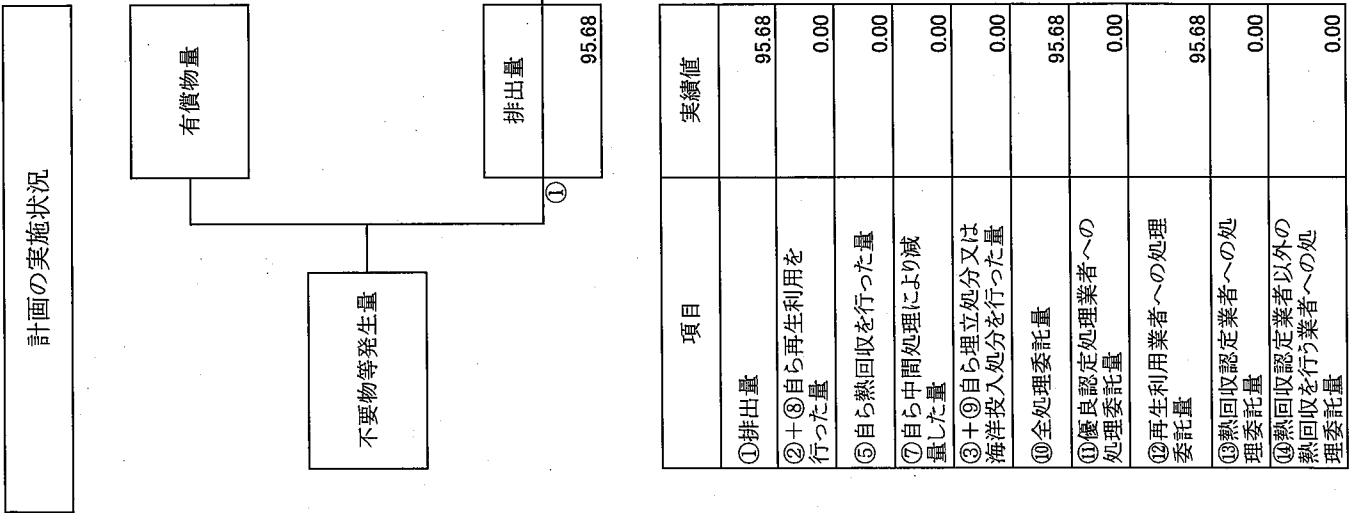 計画の実施状況
有償物量
不要物等発生量
排出量
①
95.68
項目
実績値
①排出量
95.68
②+⑧自ら再生利用を
行った量
0.00
⑤自ら熱回収を行った量
0.00
⑦自ら中間処理により減
量した量
0.00
③+⑨自ら埋立処分又は
海洋投入処分を行った量
0.00
⑩全処理委託量
95.68
⑪優良認定処理業者への
処理委託量
0.00
⑫再生利用業者への処理
委託量
95.68
⑬熱回収認定業者への処
理委託量
0.00
⑭熱回収認定業者以外の
熱回収を行う業者への処
理委託量
0.00